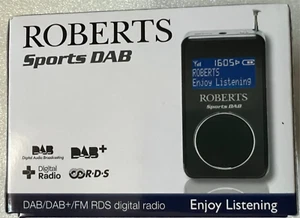 ROBERTS
Sports DAB
1605
ROBERTS
Enjoy Listening
ROBERTS
Sports DAB
DAB
Digital Audio Broadcasting
DAB+
+Digital Radio
R·D·S
DAB/DAB+/FM RDS digital radio
Enjoy Listening